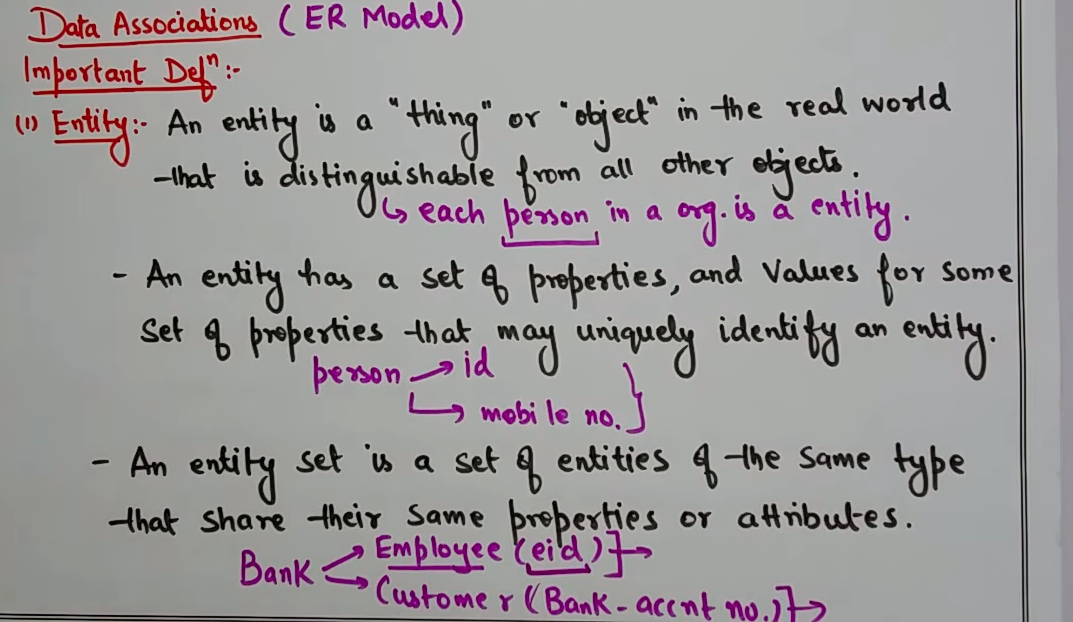 Data Associations (ER Model)
Important Defⁿ:-
(1) Entity:- An entity is a "thing" or "object" in the real world
that is distinguishable from all other objects.
↳ each person in a org. is a entity.
- An entity has a set of properties, and values for some
set of properties that may uniquely identify an entity.
person → id
↳ mobile no. }
- An entity set is a set of entities of the same type
that share their same properties or attributes.
Bank Employee (eid)] →
Customer (Bank-accnt no.)] →